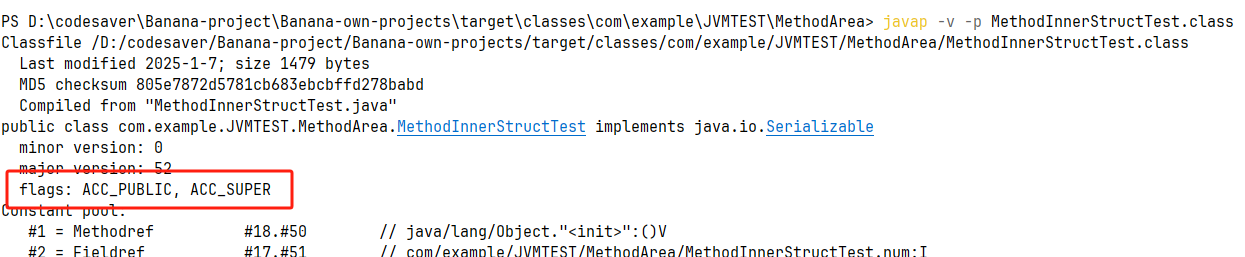 PS D:\codesaver\Banana-project\Banana-own-projects\target\classes\com\example\JVMTEST\MethodArea> javap -v -p MethodInnerStructTest.class
Classfile /D:/codesaver/Banana-project/Banana-own-projects/target/classes/com/example/JVMTEST/MethodArea/MethodInnerStructTest.class
Last modified 2025-1-7; size 1479 bytes
MD5 checksum 805e7872d5781cb683ebcbffd278babd
Compiled from "MethodInnerStructTest.java"
public class com.example.JVMTEST.MethodArea.MethodInnerStructTest implements java.io.Serializable
minor version: 0
major version: 52
flags: ACC_PUBLIC, ACC_SUPER
Constant pool:
#1 = Methodref #18.#50 // java/lang/Object."<init>":()V
#2 = Fieldref #17.#51 // com/example/JVMTEST/MethodArea/MethodInnerStructTest.num:I